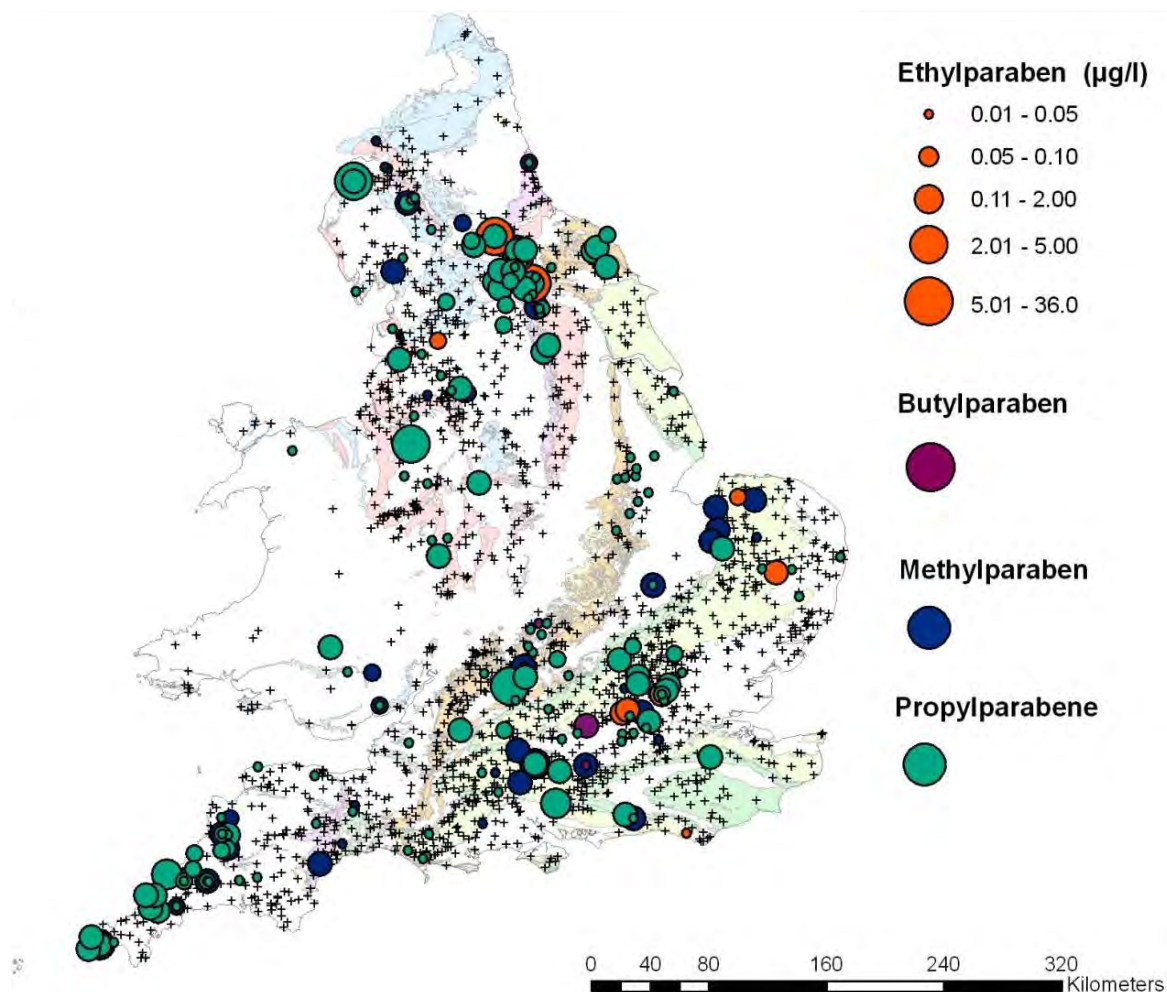 Ethylparaben (µg/l)
0.01 - 0.05
0.05 - 0.10
0.11 - 2.00
2.01 - 5.00
5.01 - 36.0
Butylparaben
Methylparaben
Propylparabene
0 40 80 160 240 320
Kilometers